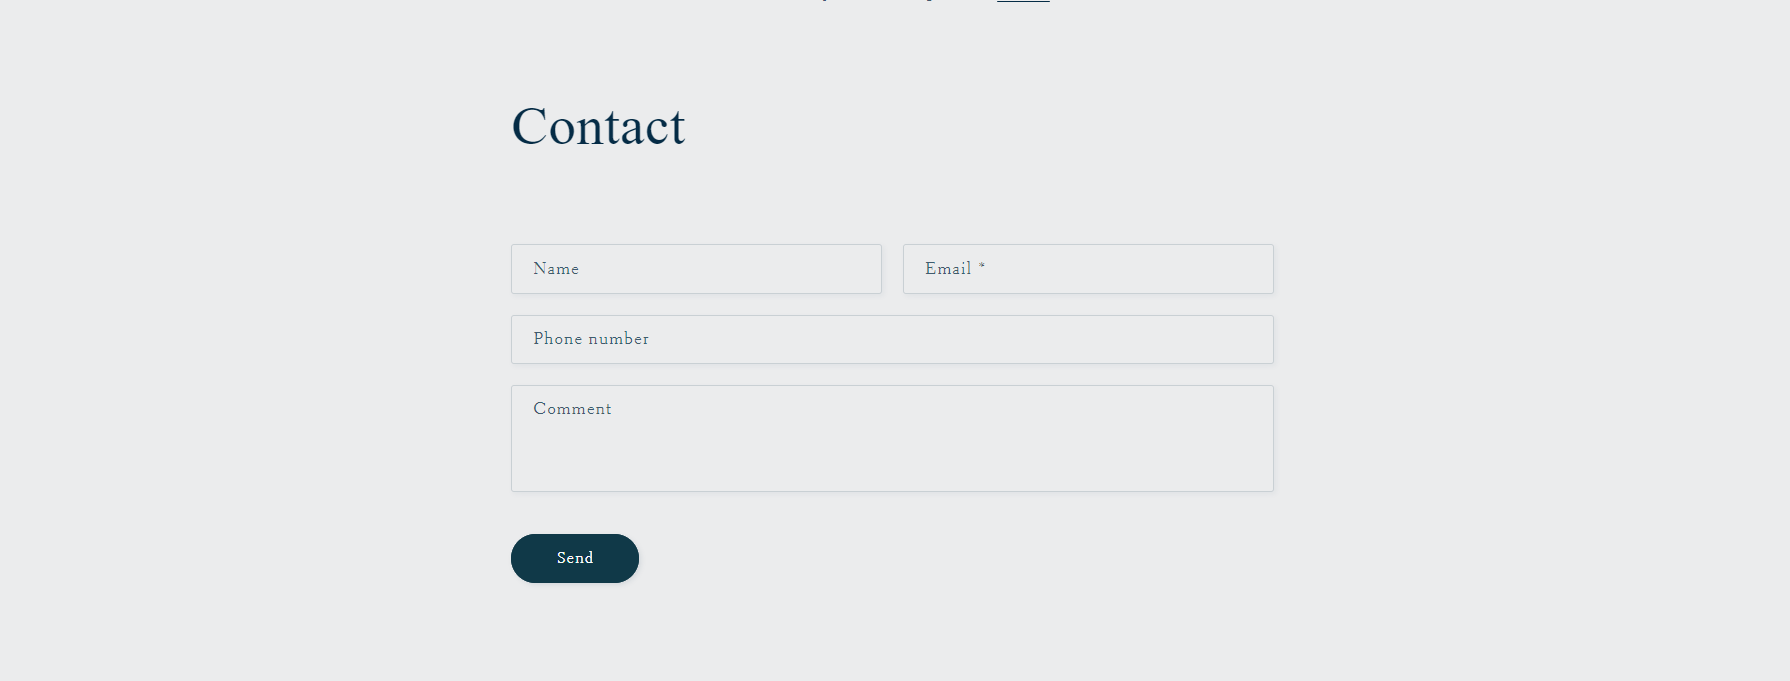 Contact
Name
Email *
Phone number
Comment
Send